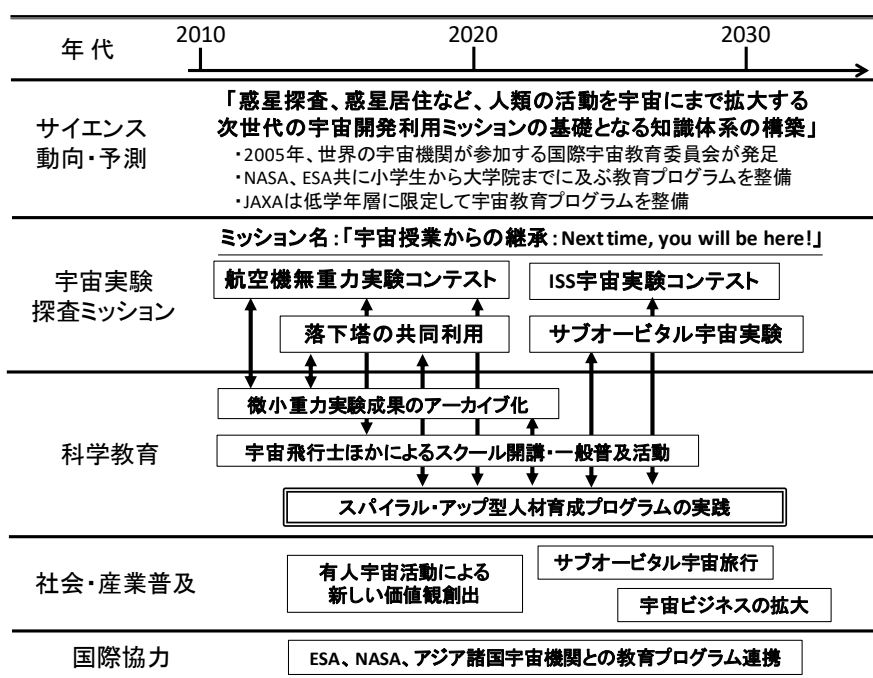 年 代
2010
2020
2030
サイエンス
動向・予測
「惑星探査、惑星居住など、人類の活動を宇宙にまで拡大する
次世代の宇宙開発利用ミッションの基礎となる知識体系の構築」
・2005年、世界の宇宙機関が参加する国際宇宙教育委員会が発足
・NASA、ESA共に小学生から大学院までに及ぶ教育プログラムを整備
・JAXAは低学年層に限定して宇宙教育プログラムを整備
宇宙実験
探査ミッション
ミッション名:「宇宙授業からの継承:Next time, you will be here!」
航空機無重力実験コンテスト
ISS宇宙実験コンテスト
落下塔の共同利用
サブオービタル宇宙実験
科学教育
微小重力実験成果のアーカイブ化
宇宙飛行士ほかによるスクール開講・一般普及活動
スパイラル・アップ型人材育成プログラムの実践
社会・産業普及
有人宇宙活動による
新しい価値観創出
サブオービタル宇宙旅行
宇宙ビジネスの拡大
国際協力
ESA、NASA、アジア諸国宇宙機関との教育プログラム連携